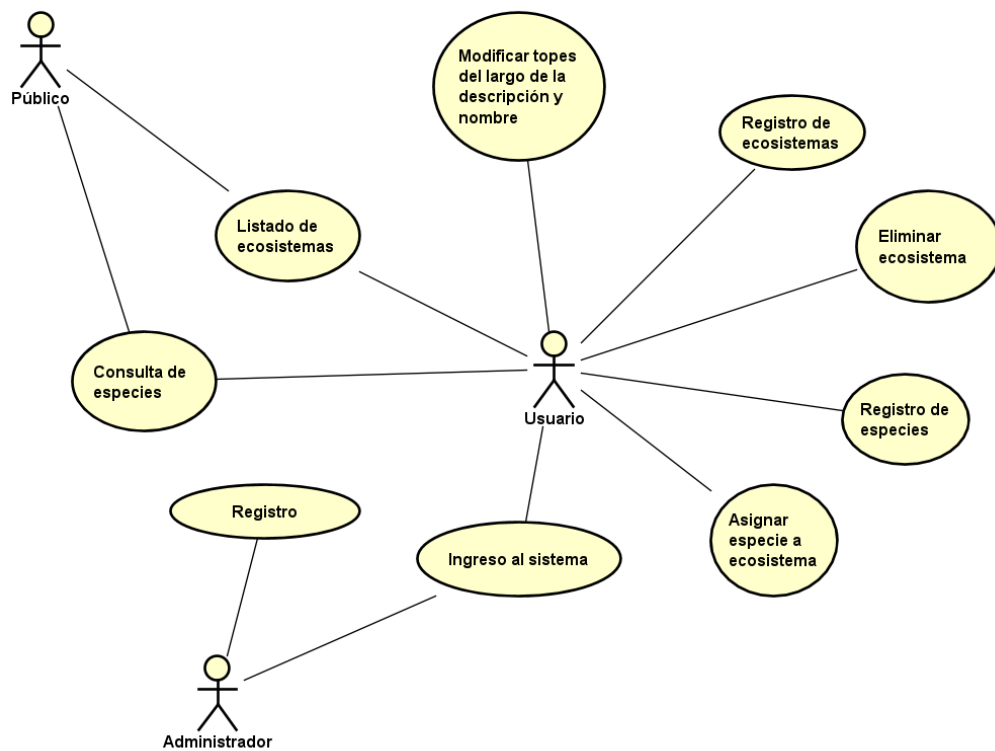 Público
Modificar topes
del largo de la
descripción y
nombre
Registro de
ecosistemas
Listado de
ecosistemas
Eliminar
ecosistema
Consulta de
especies
Usuario
Registro de
especies
Registro
Ingreso al sistema
Asignar
especie a
ecosistema
Administrador